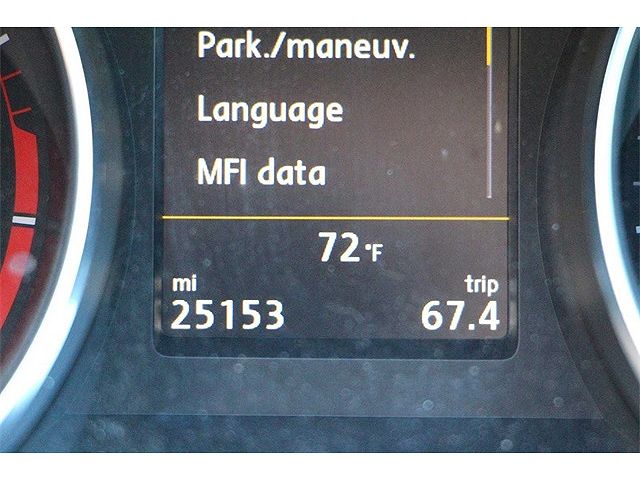 Park./maneuv.
Language
MFI data
72°F
mi trip
25153 67.4